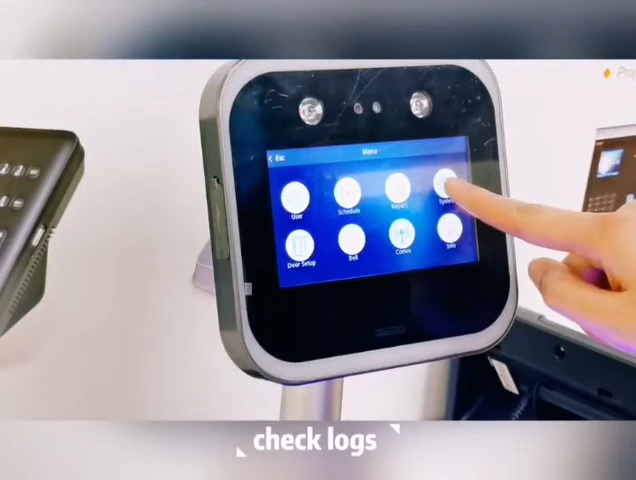 < Esc Menu
User Schedule Report System
Door Setup Bell Comm Info
check logs